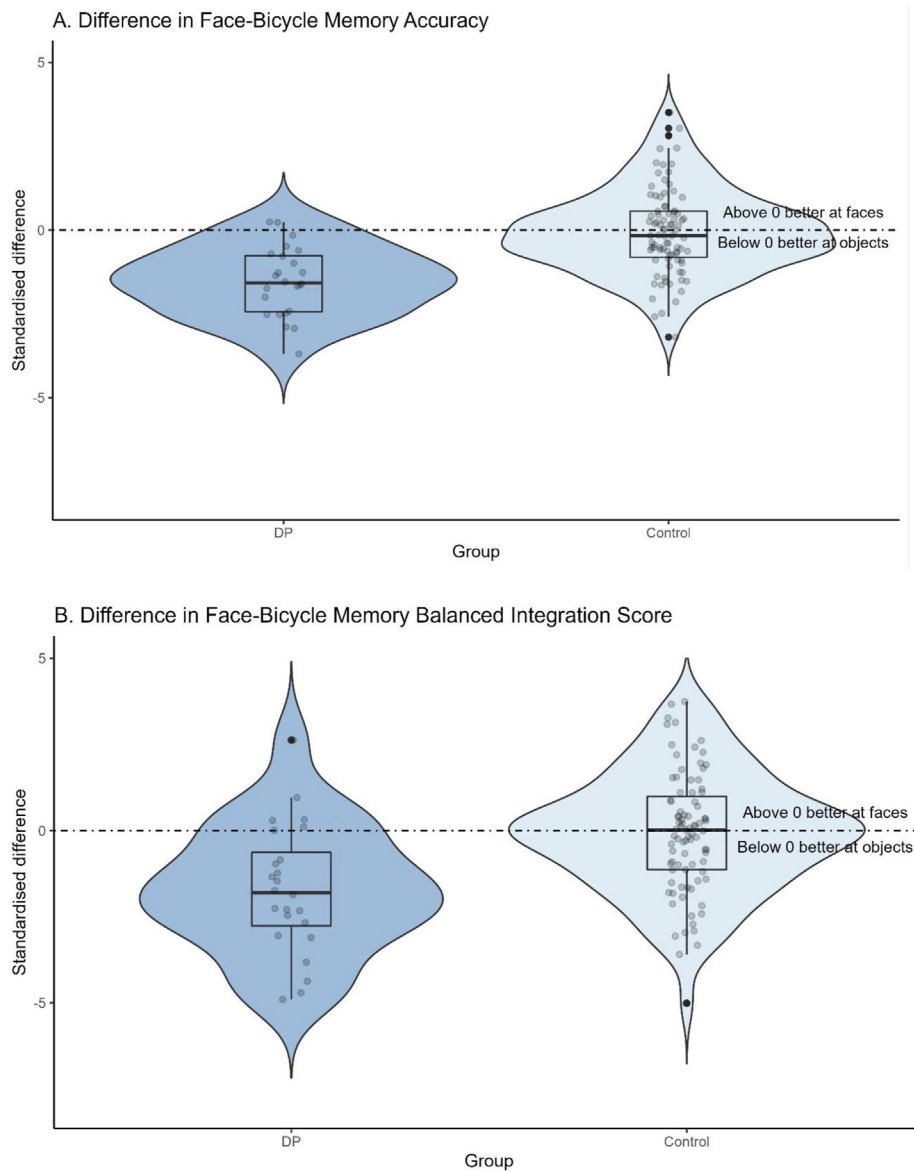 A. Difference in Face-Bicycle Memory Accuracy
5
Above 0 better at faces
0
Below 0 better at objects
-5
Standardised difference
DP
Control
Group
B. Difference in Face-Bicycle Memory Balanced Integration Score
5
Above 0 better at faces
0
Below 0 better at objects
-5
Standardised difference
DP
Control
Group